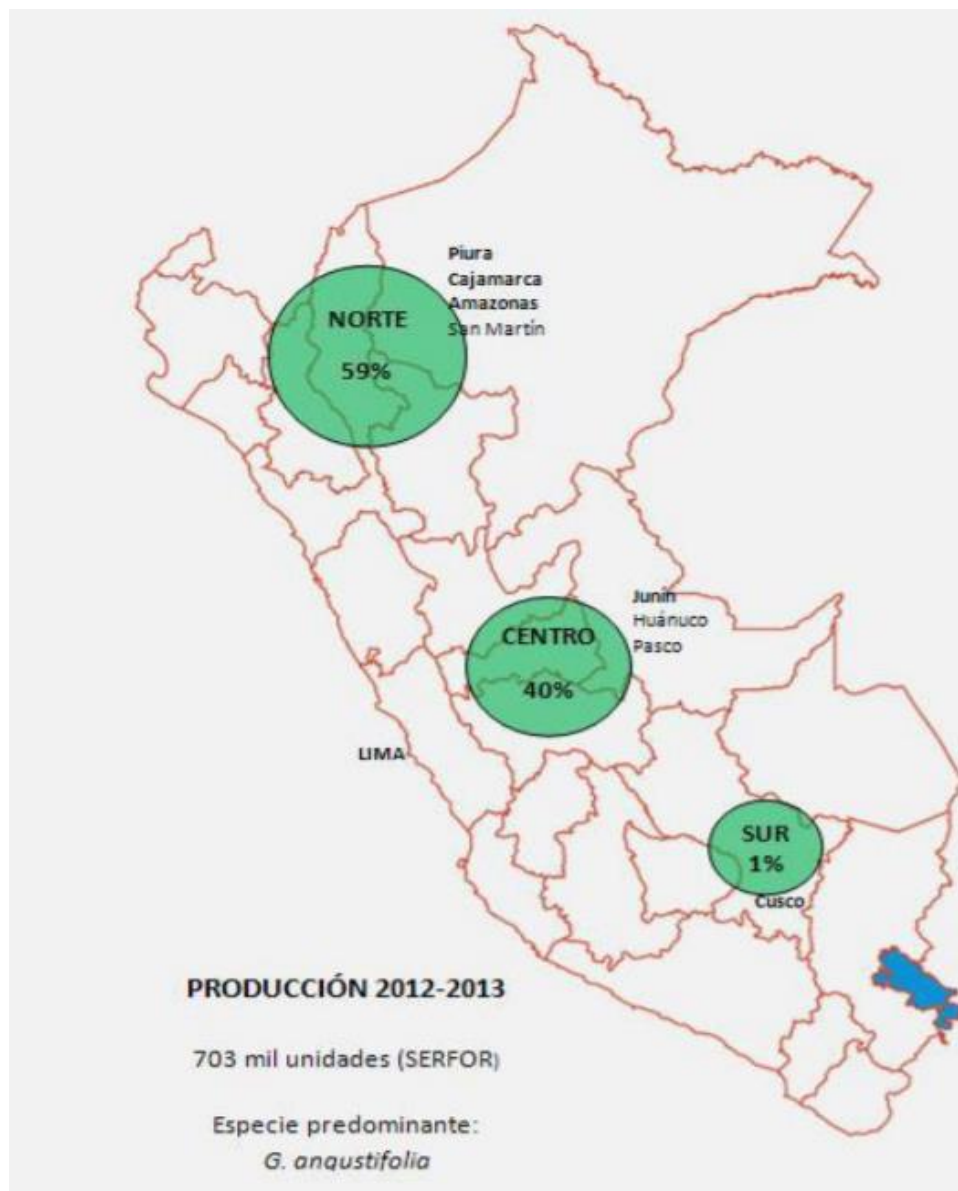 Piura
Cajamarca
Amazonas
San Martín
NORTE
59%
Junín
Huánuco
Pasco
CENTRO
40%
LIMA
SUR
1%
Cusco
PRODUCCIÓN 2012-2013
703 mil unidades (SERFOR)
Especie predominante:
G. angustifolia